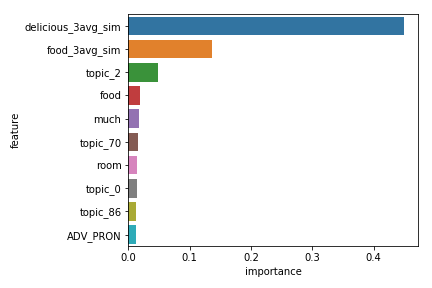 delicious_3avg_sim
food_3avg_sim
topic_2
food
much
topic_70
room
topic_0
topic_86
ADV_PRON
feature
0.0 0.1 0.2 0.3 0.4
importance